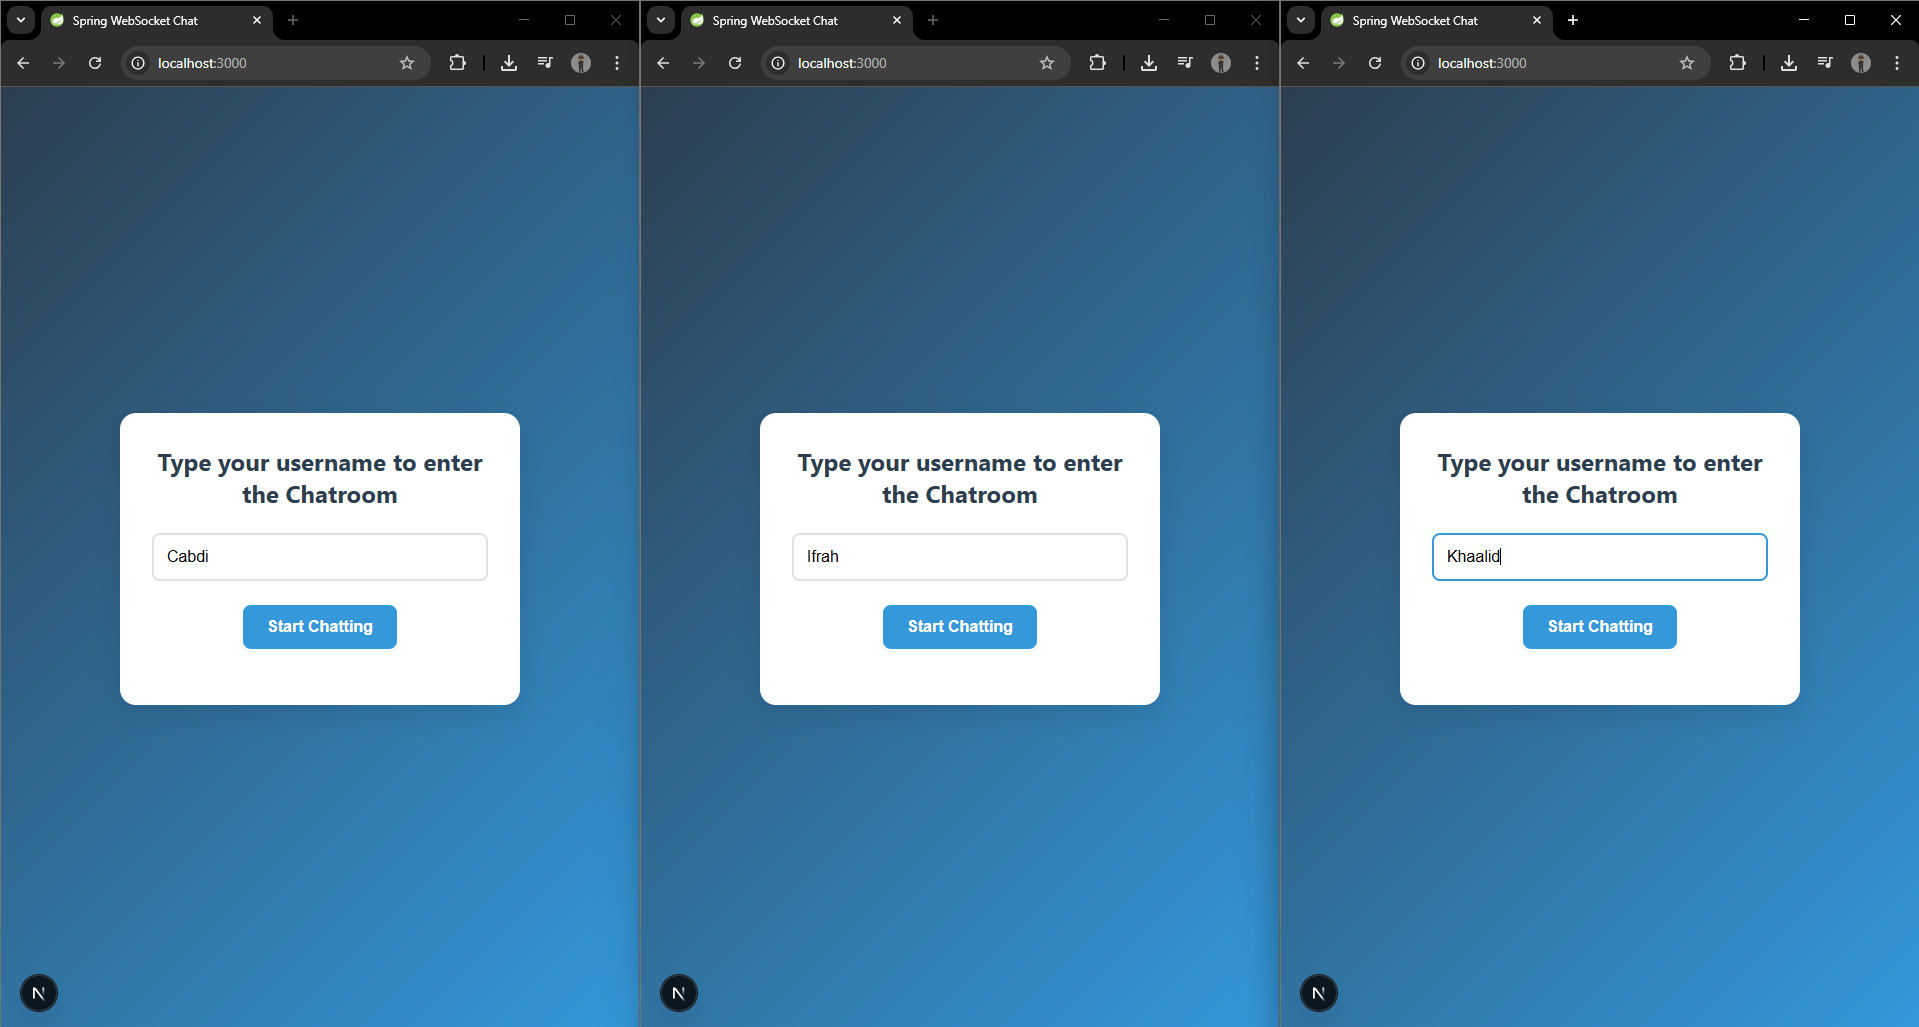 Spring WebSocket Chat
localhost:3000
Type your username to enter
the Chatroom
Cabdi
Start Chatting
N
Spring WebSocket Chat
localhost:3000
Type your username to enter
the Chatroom
Ifrah
Start Chatting
N
Spring WebSocket Chat
localhost:3000
Type your username to enter
the Chatroom
Khaalid
Start Chatting
N